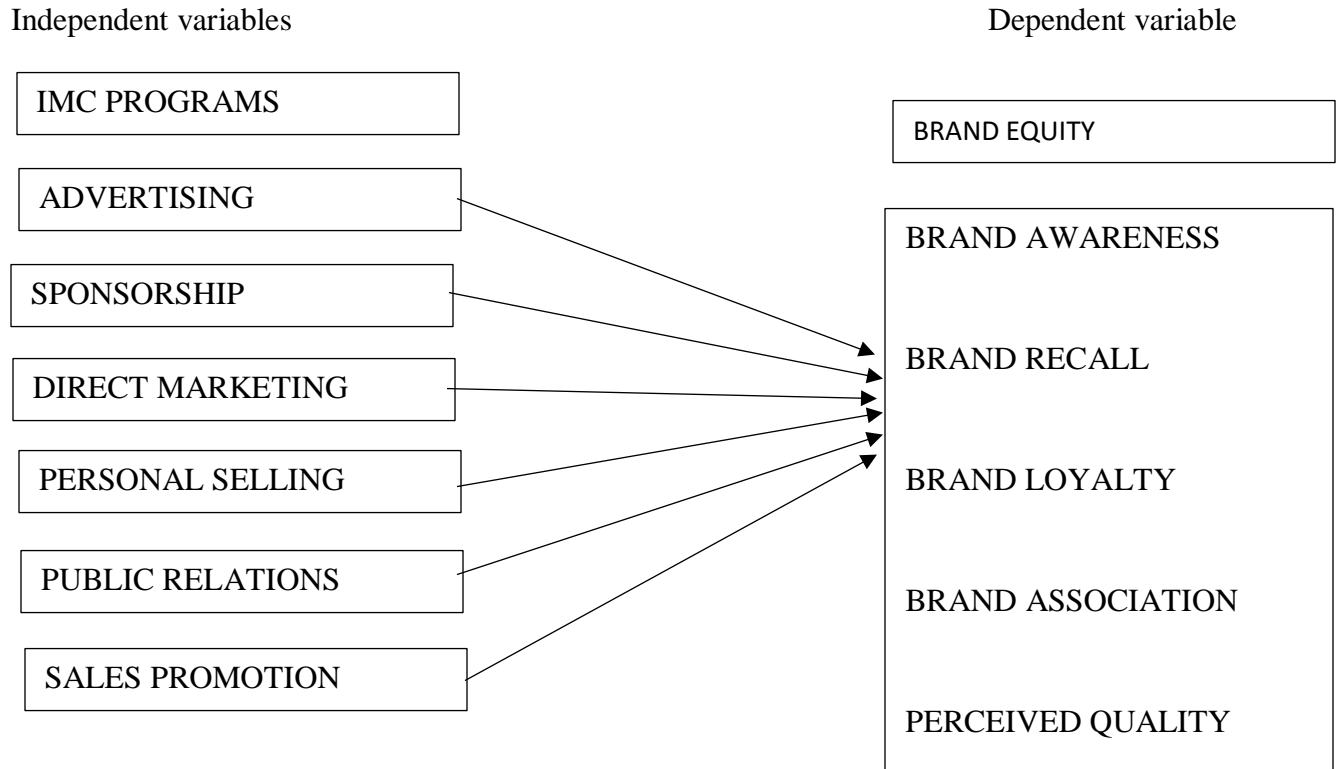 Independent variables
Dependent variable
IMC PROGRAMS
BRAND EQUITY
ADVERTISING
SPONSORSHIP
DIRECT MARKETING
PERSONAL SELLING
PUBLIC RELATIONS
SALES PROMOTION
BRAND AWARENESS
BRAND RECALL
BRAND LOYALTY
BRAND ASSOCIATION
PERCEIVED QUALITY